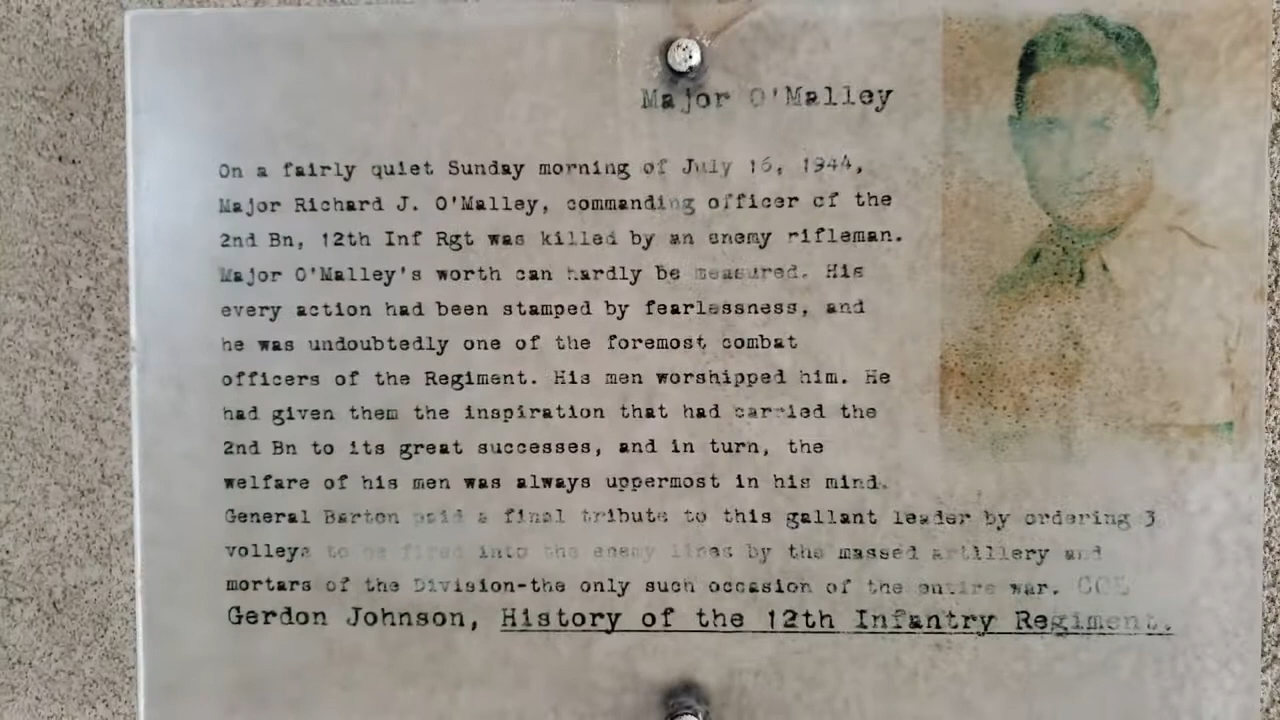 Major O'Malley
On a fairly quiet Sunday morning of July 16, 1944,
Major Richard J. O'Malley, commanding officer of the
2nd Bn, 12th Inf Rgt was killed by an enemy rifleman.
Major O'Malley's worth can hardly be measured. His
every action had been stamped by fearlessness, and
he was undoubtedly one of the foremost combat
officers of the Regiment. His men worshipped him. He
had given them the inspiration that had carried the
2nd Bn to its great successes, and in turn, the
welfare of his men was always uppermost in his mind.
General Barton paid a final tribute to this gallant leader by ordering 3
volleys to be fired into the enemy lines by the massed artillery and
mortars of the Division-the only such occasion of the entire war.
Gerdon Johnson, History of the 12th Infantry Regiment.